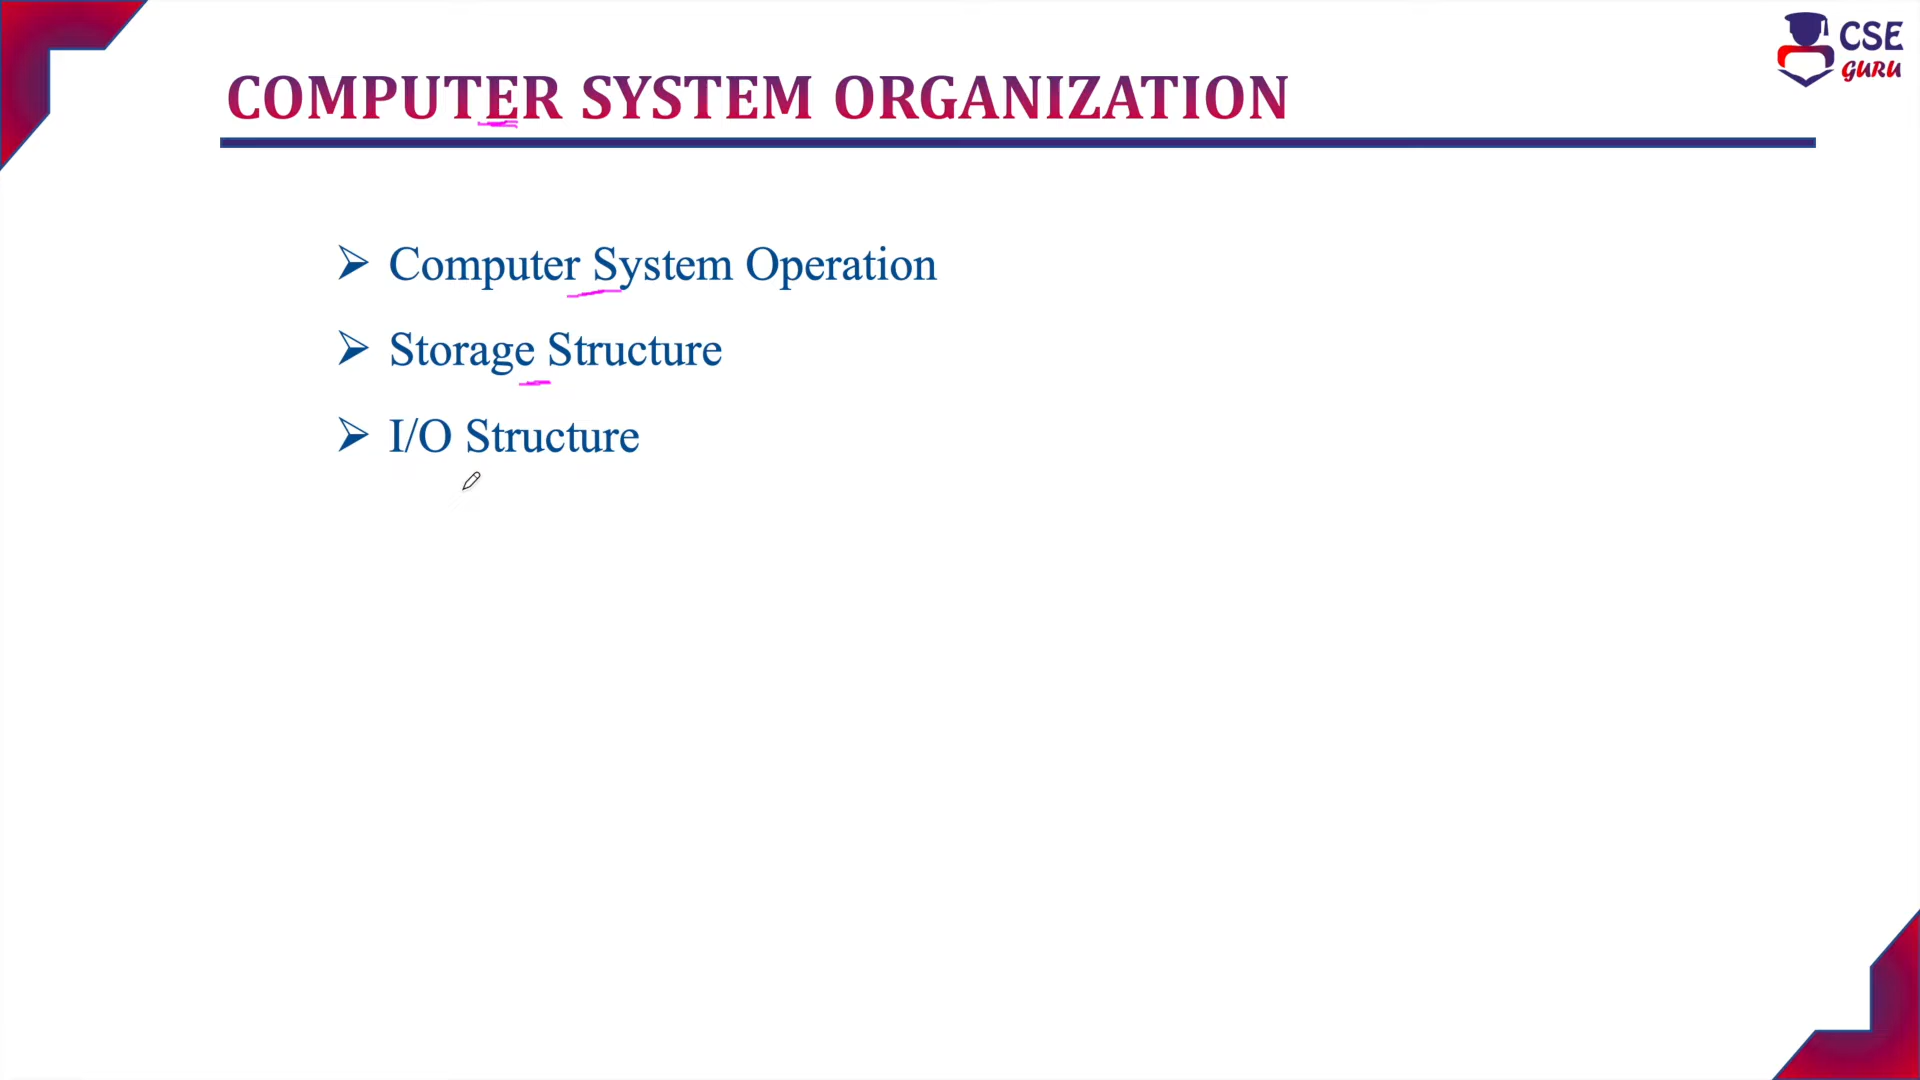 CSE
GURU
COMPUTER SYSTEM ORGANIZATION
Computer System Operation
Storage Structure
I/O Structure